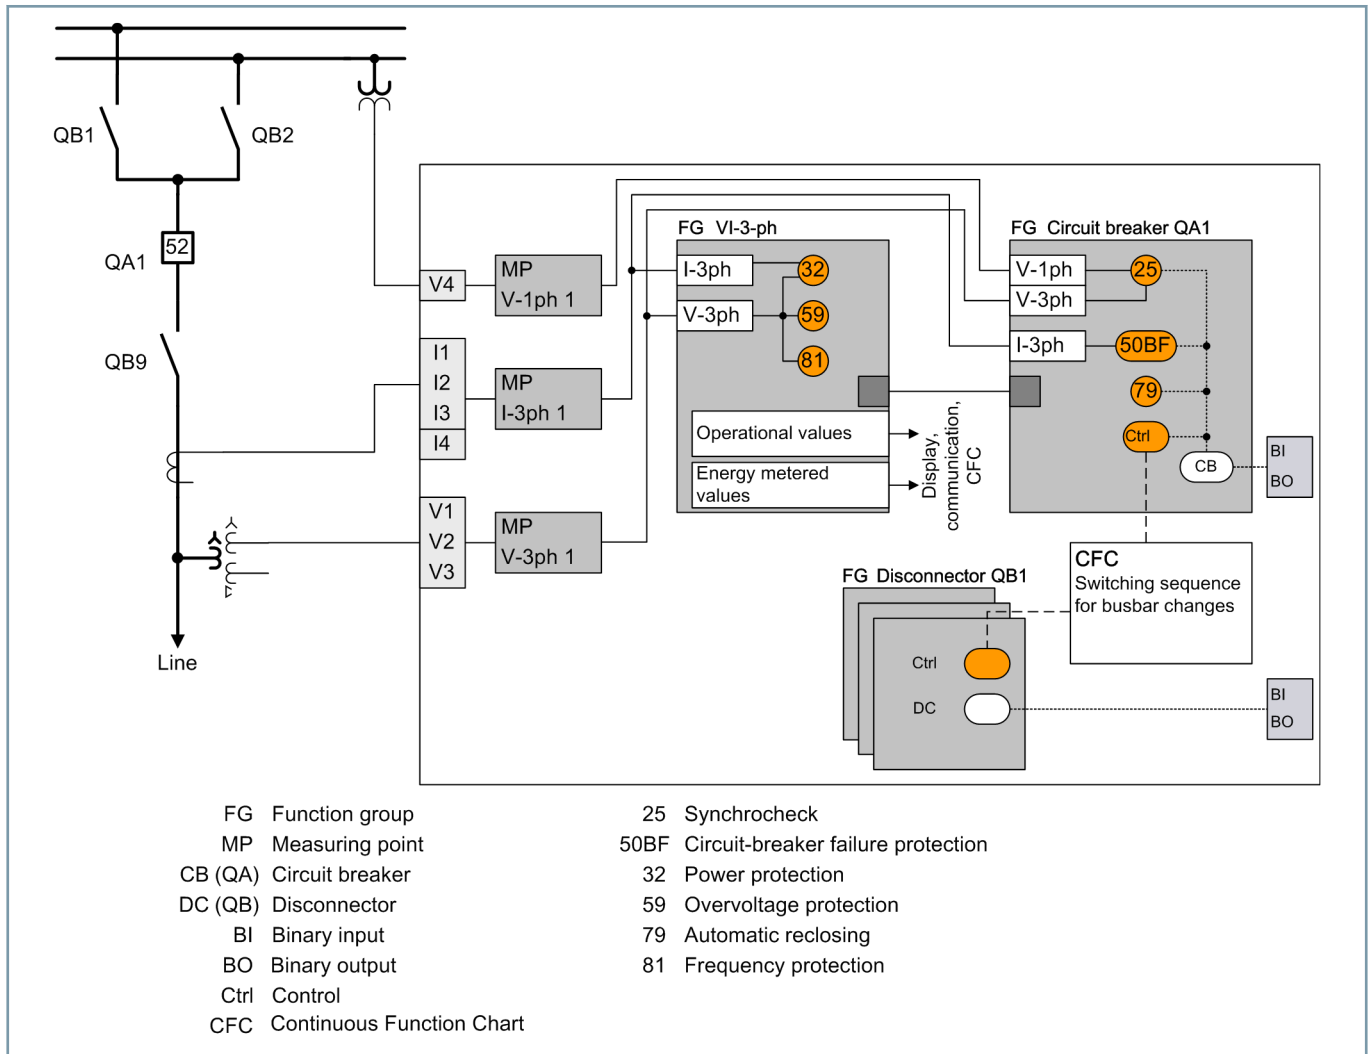 QB1
QB2
QA1
52
QB9
Line
V4
I1
I2
I3
I4
V1
V2
V3
MP
V-1ph 1
MP
I-3ph 1
MP
V-3ph 1
FG VI-3-ph
I-3ph
V-3ph
32
59
81
Operational values
Energy metered
values
Display,
communication,
CFC
FG Circuit breaker QA1
V-1ph
V-3ph
I-3ph
25
50BF
79
Ctrl
CB
BI
BO
CFC
Switching sequence
for busbar changes
FG Disconnector QB1
Ctrl
DC
BI
BO
FG Function group
MP Measuring point
CB (QA) Circuit breaker
DC (QB) Disconnector
BI Binary input
BO Binary output
Ctrl Control
CFC Continuous Function Chart
25 Synchrocheck
50BF Circuit-breaker failure protection
32 Power protection
59 Overvoltage protection
79 Automatic reclosing
81 Frequency protection